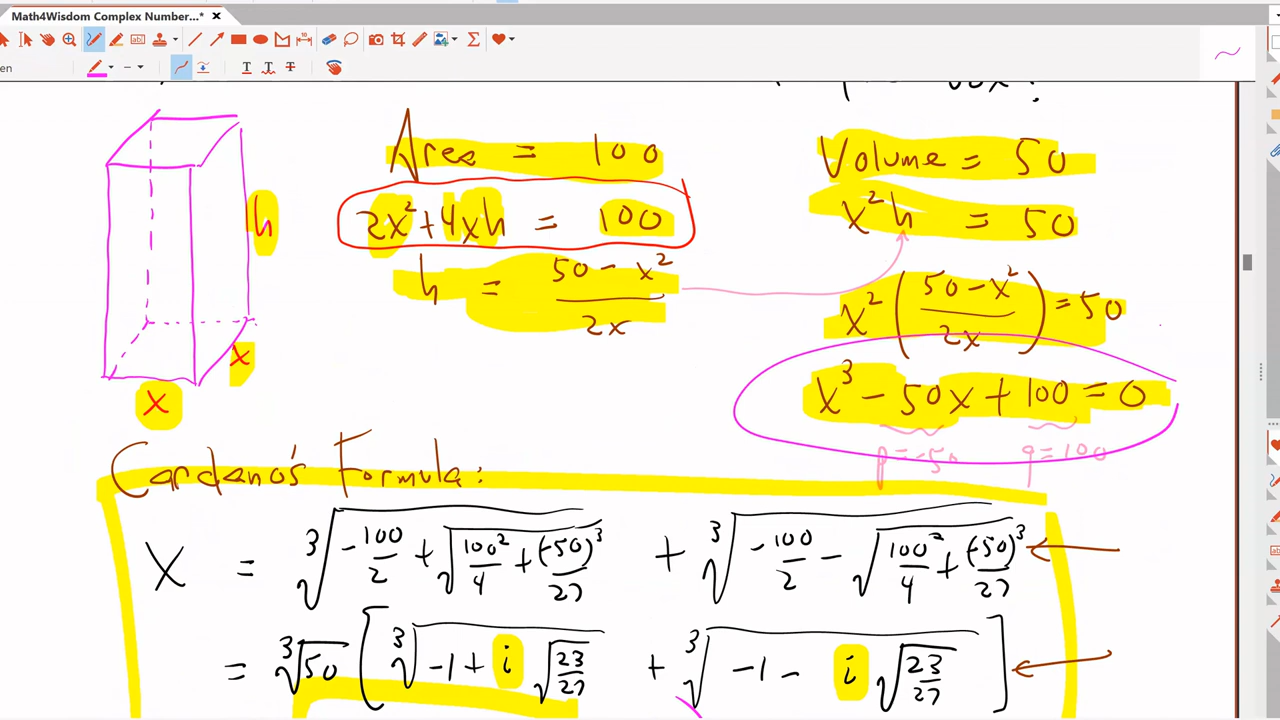 Math4Wisdom Complex Number...*
en
Area = 100
2x² + 4xh = 100
h = (50 - x²)/(2x)
Volume = 50
x²h = 50
x² ((50 - x²)/(2x)) = 50
x³ - 50x + 100 = 0
p = -50 q = 100
h
x
x
Cardano's Formula:
x = ∛(-100/2 + √(100²/4 + (-50)³/27)) + ∛(-100/2 - √(100²/4 + (-50)³/27))
= ∛50 [∛(-1 + i √(23/27)) + ∛(-1 - i √(23/27))]